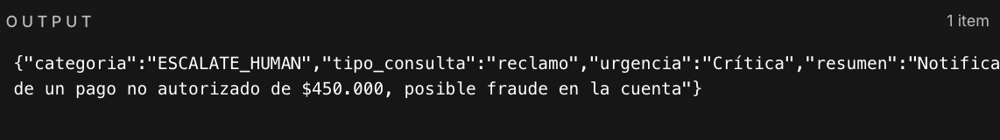 OUTPUT
1 item
{"categoria":"ESCALATE_HUMAN","tipo_consulta":"reclamo","urgencia":"Crítica","resumen":"Notifica
de un pago no autorizado de $450.000, posible fraude en la cuenta"}